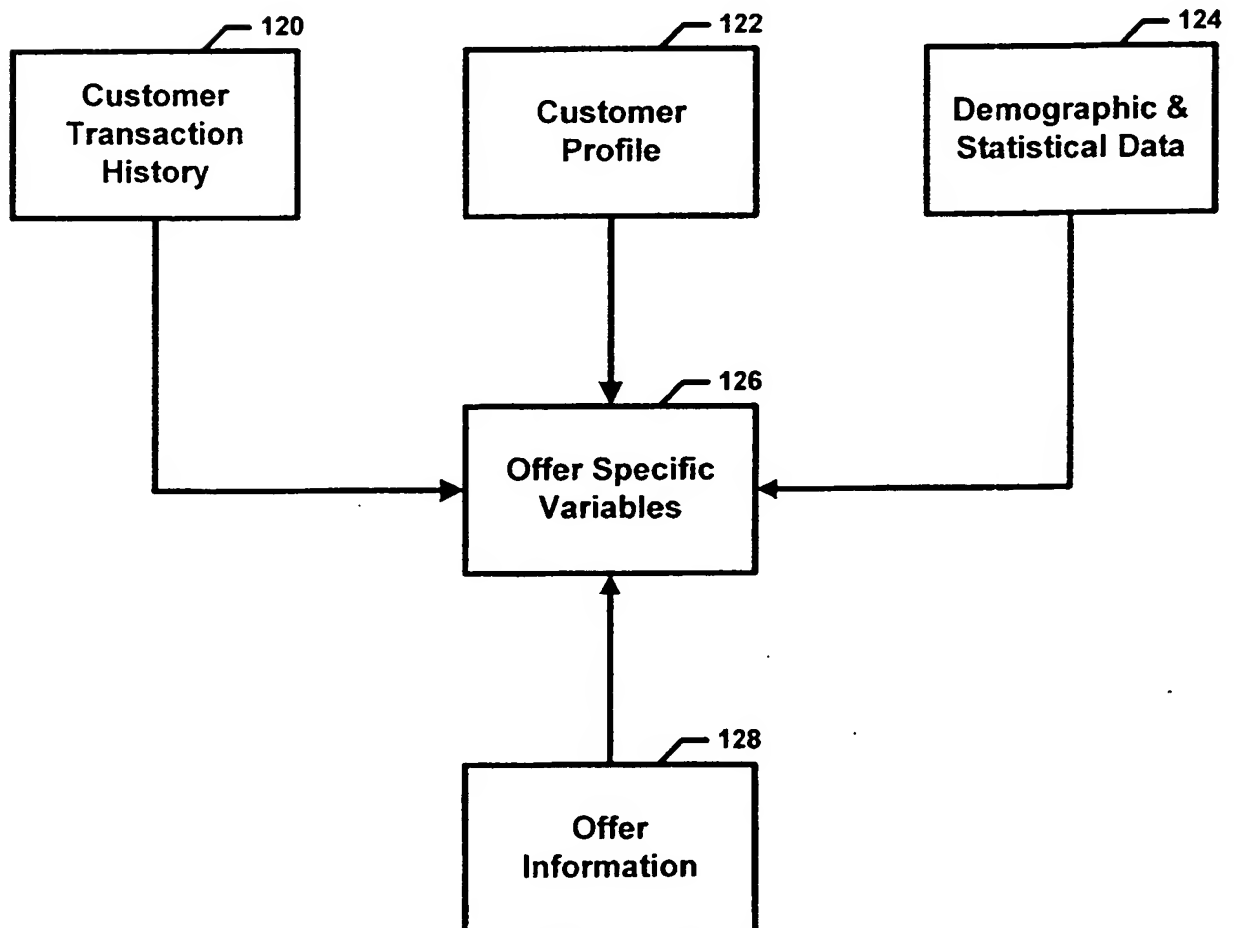 120
122
124
Customer
Transaction
History
Customer
Profile
Demographic &
Statistical Data
126
Offer Specific
Variables
128
Offer
Information